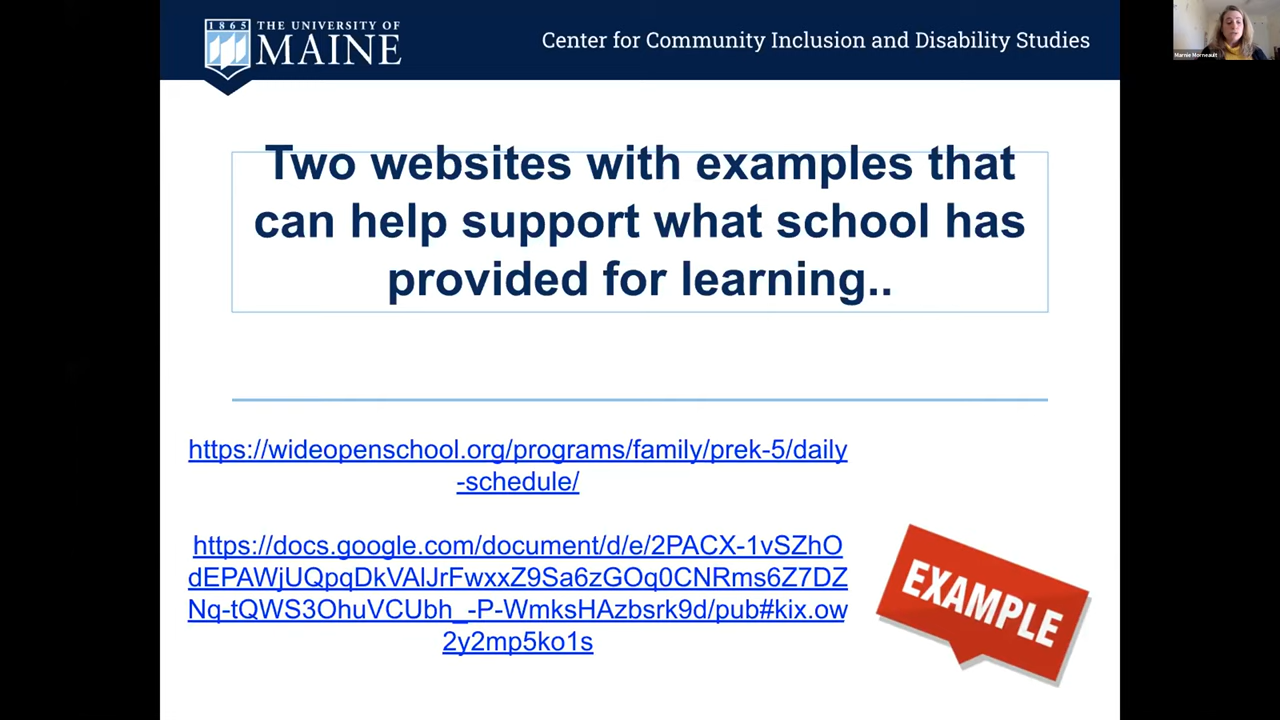 1865
THE UNIVERSITY OF
MAINE
Center for Community Inclusion and Disability Studies
Marnie Morneault
Two websites with examples that
can help support what school has
provided for learning..
https://wideopenschool.org/programs/family/prek-5/daily
-schedule/
https://docs.google.com/document/d/e/2PACX-1vSZhO
dEPAWjUQpqDkVAlJrFwxxZ9Sa6zGOq0CNRms6Z7DZ
Nq-tQWS3OhuVCUbh_-P-WmksHAzbsrk9d/pub#kix.ow
2y2mp5ko1s
EXAMPLE